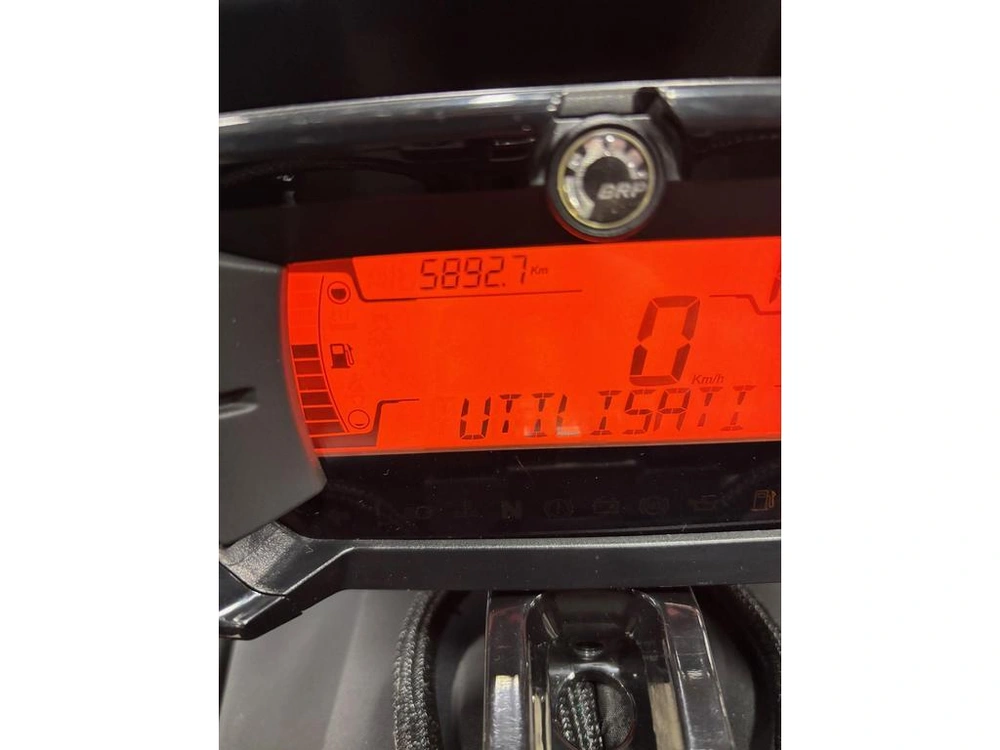 BRP
5892.7 Km
0
Km/h
UTILISATI